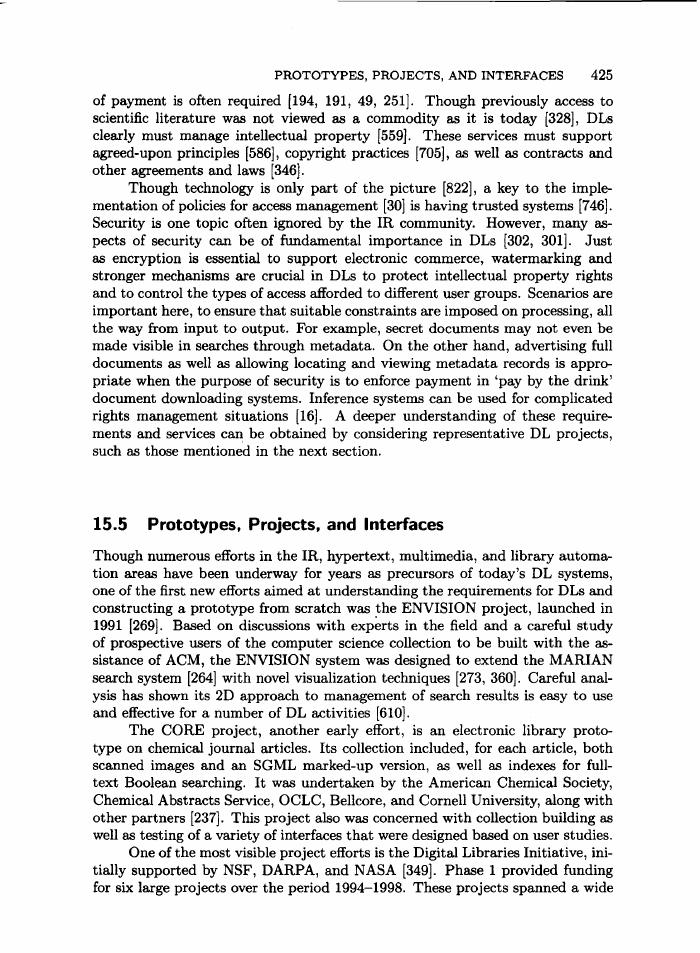 PROTOTYPES, PROJECTS, AND INTERFACES 425
of payment is often required [194, 191, 49, 251]. Though previously access to
scientific literature was not viewed as a commodity as it is today [328], DLs
clearly must manage intellectual property [559]. These services must support
agreed-upon principles [586], copyright practices [705], as well as contracts and
other agreements and laws [346].
Though technology is only part of the picture [822], a key to the imple-
mentation of policies for access management [30] is having trusted systems [746].
Security is one topic often ignored by the IR community. However, many as-
pects of security can be of fundamental importance in DLs [302, 301]. Just
as encryption is essential to support electronic commerce, watermarking and
stronger mechanisms are crucial in DLs to protect intellectual property rights
and to control the types of access afforded to different user groups. Scenarios are
important here, to ensure that suitable constraints are imposed on processing, all
the way from input to output. For example, secret documents may not even be
made visible in searches through metadata. On the other hand, advertising full
documents as well as allowing locating and viewing metadata records is appro-
priate when the purpose of security is to enforce payment in 'pay by the drink'
document downloading systems. Inference systems can be used for complicated
rights management situations [16]. A deeper understanding of these require-
ments and services can be obtained by considering representative DL projects,
such as those mentioned in the next section.
15.5 Prototypes, Projects, and Interfaces
Though numerous efforts in the IR, hypertext, multimedia, and library automa-
tion areas have been underway for years as precursors of today's DL systems,
one of the first new efforts aimed at understanding the requirements for DLs and
constructing a prototype from scratch was the ENVISION project, launched in
1991 [269]. Based on discussions with experts in the field and a careful study
of prospective users of the computer science collection to be built with the as-
sistance of ACM, the ENVISION system was designed to extend the MARIAN
search system [264] with novel visualization techniques [273, 360]. Careful anal-
ysis has shown its 2D approach to management of search results is easy to use
and effective for a number of DL activities [610].
The CORE project, another early effort, is an electronic library proto-
type on chemical journal articles. Its collection included, for each article, both
scanned images and an SGML marked-up version, as well as indexes for full-
text Boolean searching. It was undertaken by the American Chemical Society,
Chemical Abstracts Service, OCLC, Bellcore, and Cornell University, along with
other partners [237]. This project also was concerned with collection building as
well as testing of a variety of interfaces that were designed based on user studies.
One of the most visible project efforts is the Digital Libraries Initiative, ini-
tially supported by NSF, DARPA, and NASA [349]. Phase 1 provided funding
for six large projects over the period 1994–1998. These projects spanned a wide